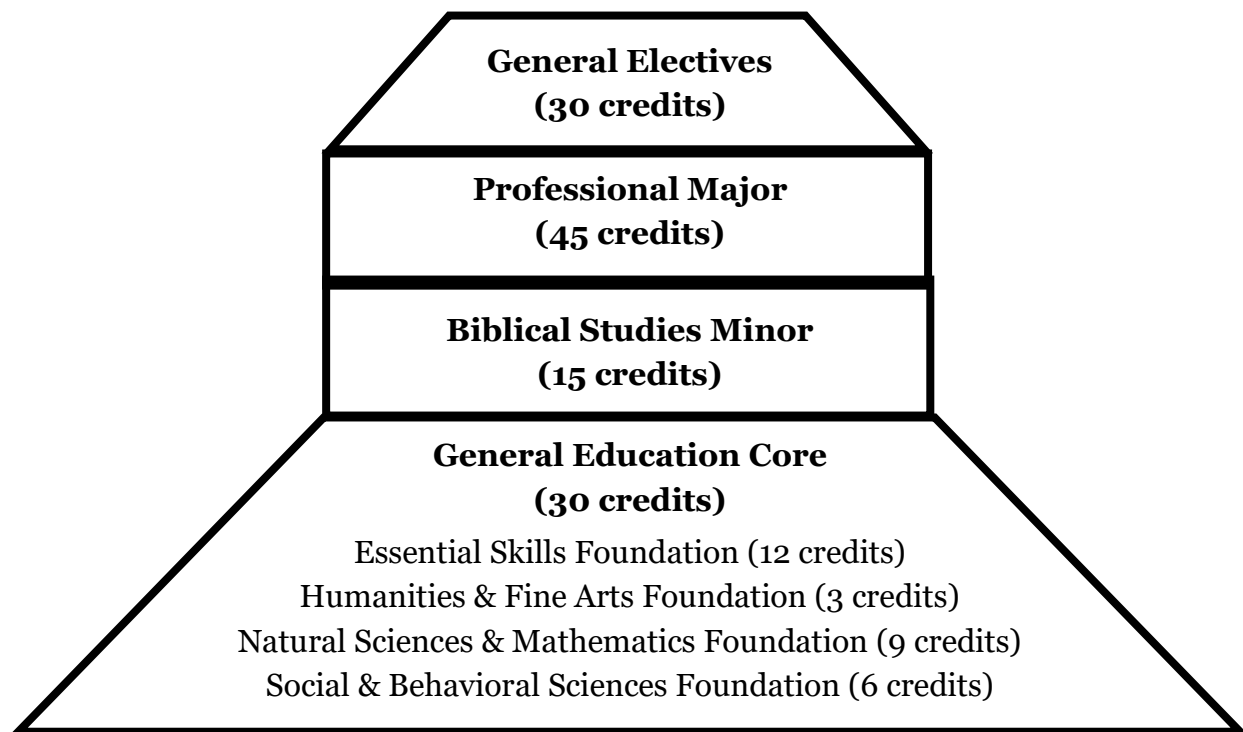 General Electives
(30 credits)
Professional Major
(45 credits)
Biblical Studies Minor
(15 credits)
General Education Core
(30 credits)
Essential Skills Foundation (12 credits)
Humanities & Fine Arts Foundation (3 credits)
Natural Sciences & Mathematics Foundation (9 credits)
Social & Behavioral Sciences Foundation (6 credits)